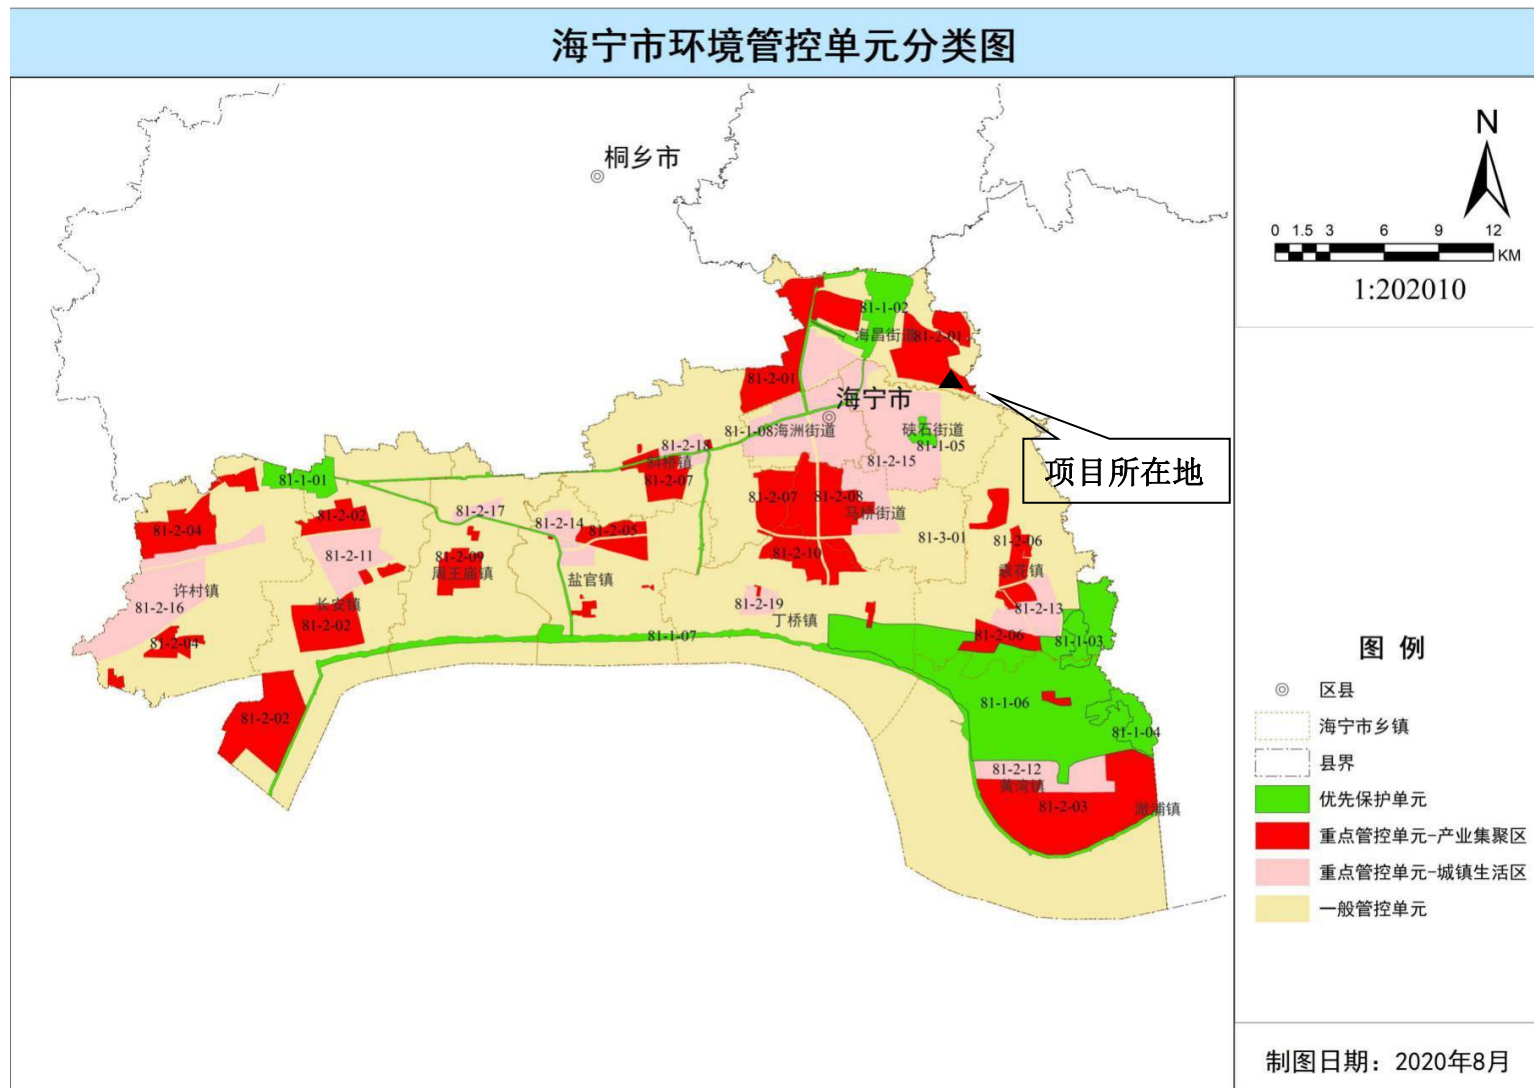 海宁市环境管控单元分类图
桐乡市
N
0 1.5 3 6 9 12
KM
1:202010
81-1-02
海昌街道
81-2-01
81-2-01
海宁市
81-1-08
海洲街道
硖石街道
81-1-05
项目所在地
81-2-18
斜桥镇
81-2-07
81-2-15
81-1-01
81-2-07
81-2-08
马桥街道
81-2-04
81-2-02
81-2-17
81-2-14
81-2-05
81-3-01
81-2-06
81-2-11
81-2-09
周王庙镇
81-2-10
袁花镇
许村镇
盐官镇
81-2-16
长安镇
81-2-19
丁桥镇
81-2-13
81-2-02
81-2-04
81-1-07
81-2-06
81-1-03
81-2-02
81-1-06
81-1-04
81-2-12
黄湾镇
81-2-03
澉浦镇
图 例
区县
海宁市乡镇
县界
优先保护单元
重点管控单元-产业集聚区
重点管控单元-城镇生活区
一般管控单元
制图日期：2020年8月